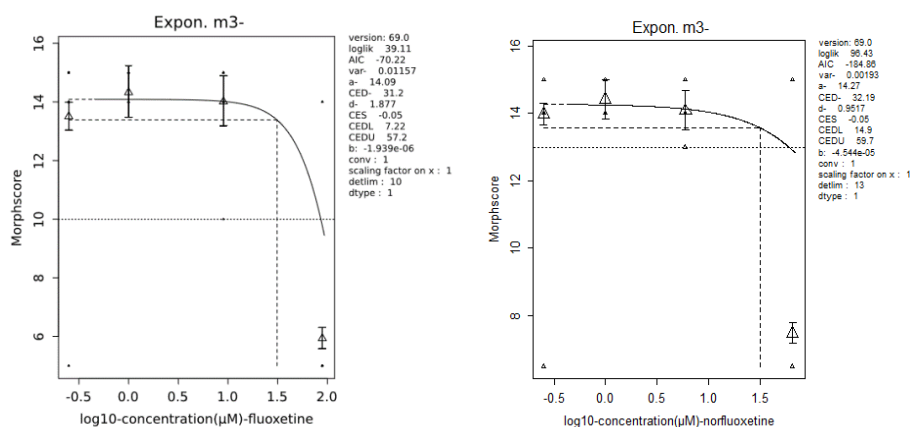 Expon. m3-
version: 69.0
loglik 39.11
AIC -70.22
var- 0.01157
a- 14.09
CED- 31.2
d- 1.877
CES -0.05
CEDL 7.22
CEDU 57.2
b: -1.939e-06
conv : 1
scaling factor on x : 1
detlim : 10
dtype : 1
Morphscore
16
14
12
10
8
6
-0.5 0.0 0.5 1.0 1.5 2.0
log10-concentration(µM)-fluoxetine
Expon. m3-
version: 69.0
loglik 96.43
AIC -184.86
var- 0.00193
a- 14.27
CED- 32.19
d- 0.9517
CES -0.05
CEDL 14.9
CEDU 59.7
b: -4.544e-05
conv : 1
scaling factor on x : 1
detlim : 13
dtype : 1
Morphscore
16
14
12
10
8
-0.5 0.0 0.5 1.0 1.5
log10-concentration(µM)-norfluoxetine